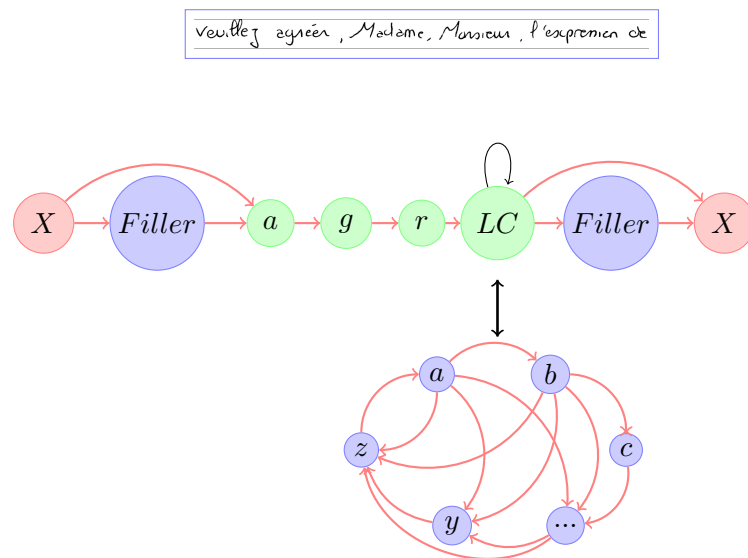 Veuillez agréer, Madame, Monsieur, l'expression de
X Filler a g r LC Filler X
a b
z c
y ...